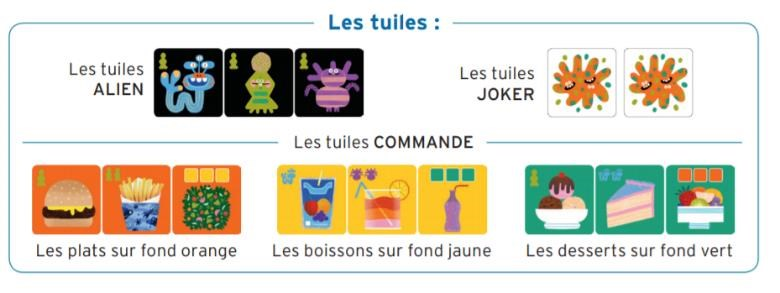 Les tuiles :
Les tuiles
ALIEN
Les tuiles
JOKER
Les tuiles COMMANDE
Les plats sur fond orange
Les boissons sur fond jaune
Les desserts sur fond vert